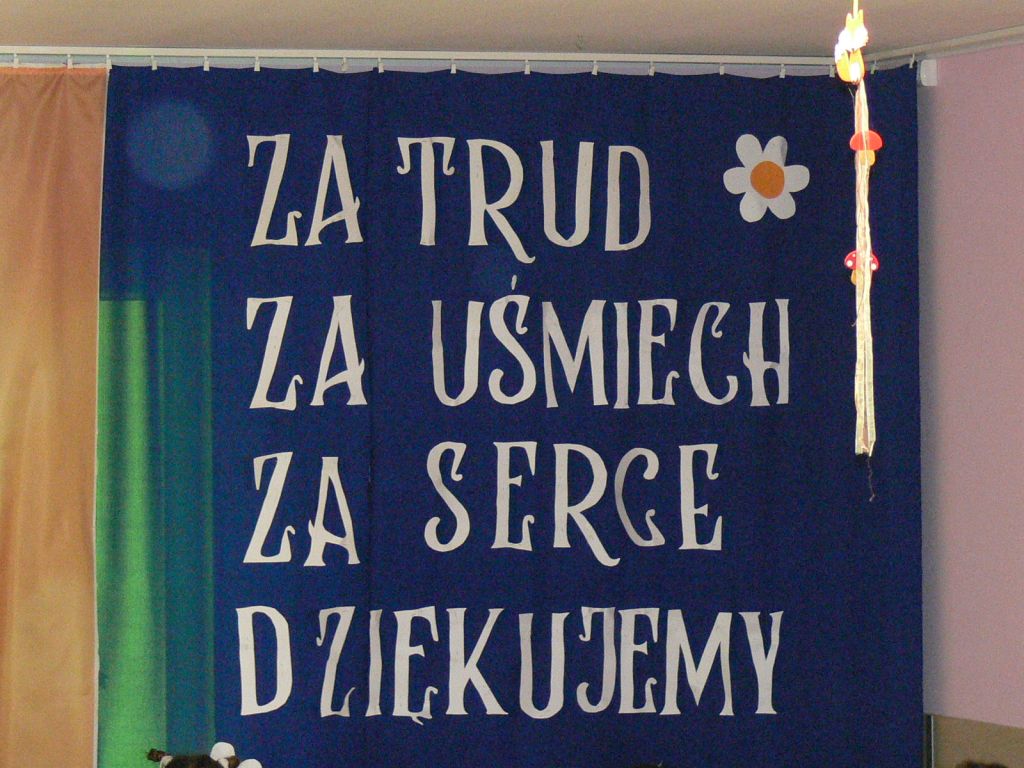 ZA TRUD
ZA UŚMIECH
ZA SERCE
DZIĘKUJEMY